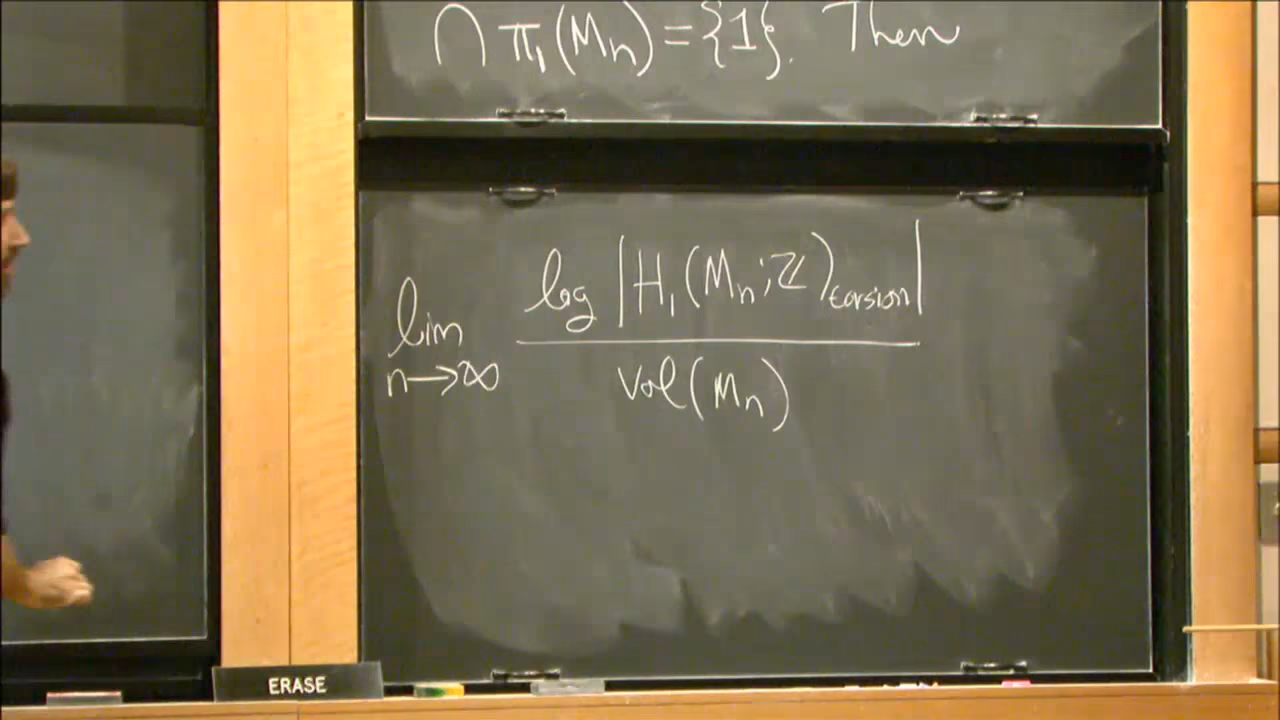 ∩ π₁(Mₙ) = {1}. Then
lim n→∞ log |H₁(Mₙ; ℤ)torsion| / vol(Mₙ)
ERASE